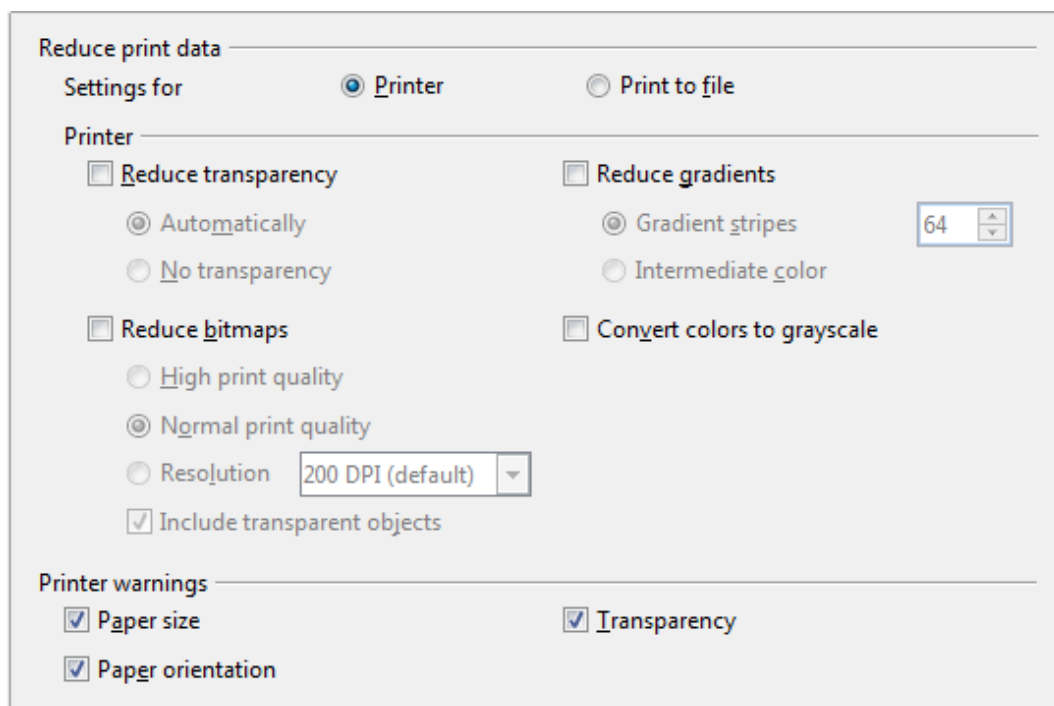 Reduce print data
Settings for Printer Print to file
Printer
Reduce transparency Reduce gradients
Automatically Gradient stripes 64
No transparency Intermediate color
Reduce bitmaps Convert colors to grayscale
High print quality
Normal print quality
Resolution 200 DPI (default)
Include transparent objects
Printer warnings
Paper size Transparency
Paper orientation